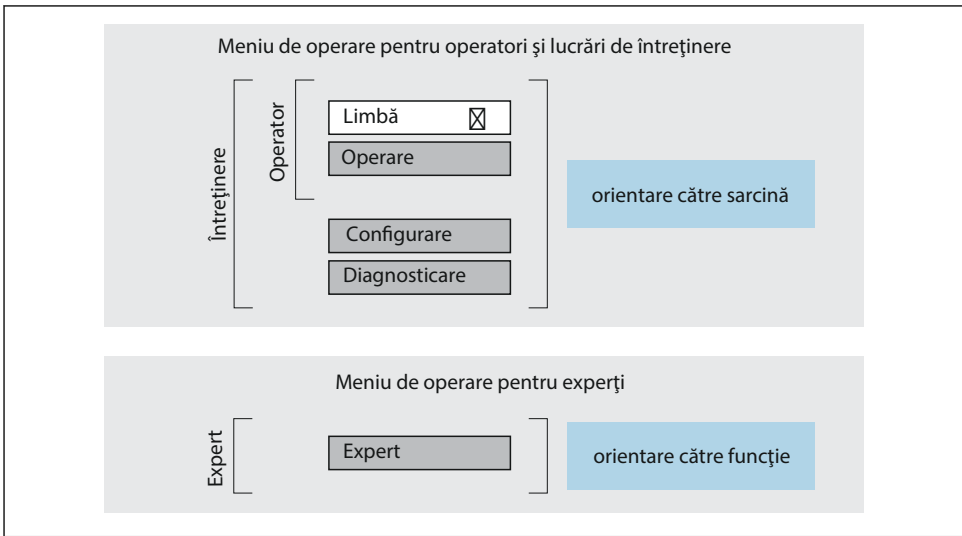 Meniu de operare pentru operatori şi lucrări de întreţinere
Întreţinere
Operator
Limbă
Operare
Configurare
Diagnosticare
orientare către sarcină
Meniu de operare pentru experţi
Expert
Expert
orientare către funcţie